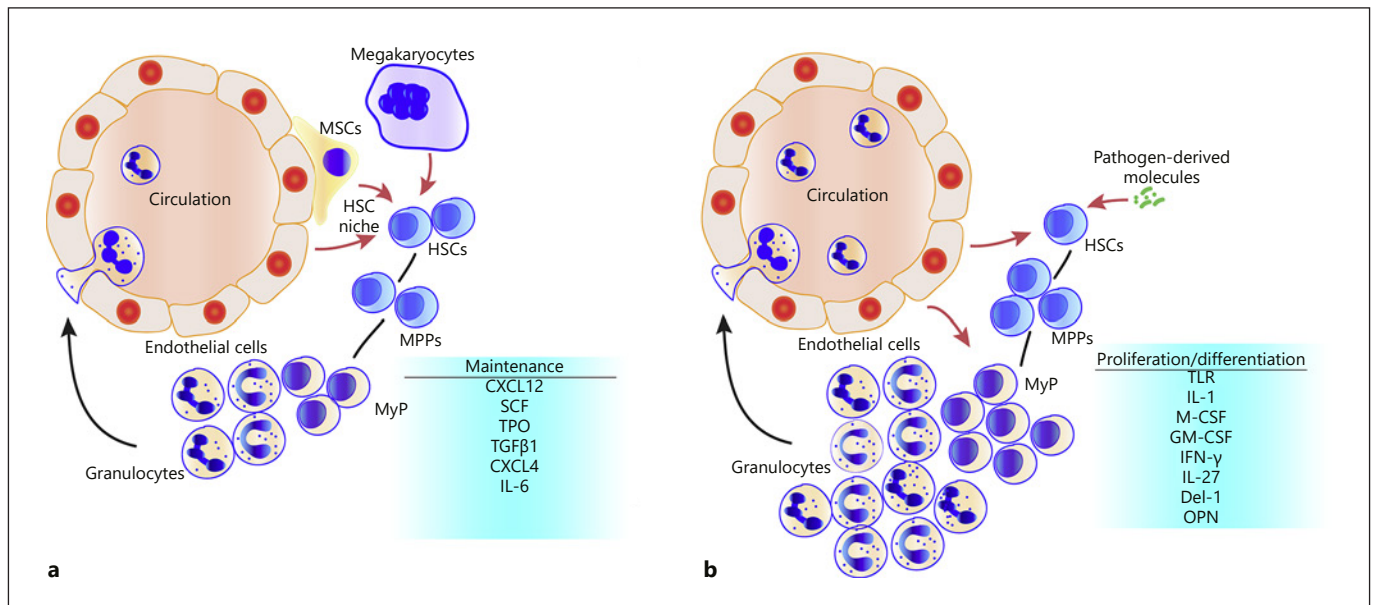 Megakaryocytes
MSCs
Circulation
HSC
niche
HSCs
MPPs
Endothelial cells
MyP
Granulocytes
Maintenance
CXCL12
SCF
TPO
TGFβ1
CXCL4
IL-6
a
Pathogen-derived
molecules
Circulation
HSCs
MPPs
Endothelial cells
MyP
Granulocytes
Proliferation/differentiation
TLR
IL-1
M-CSF
GM-CSF
IFN-γ
IL-27
Del-1
OPN
b